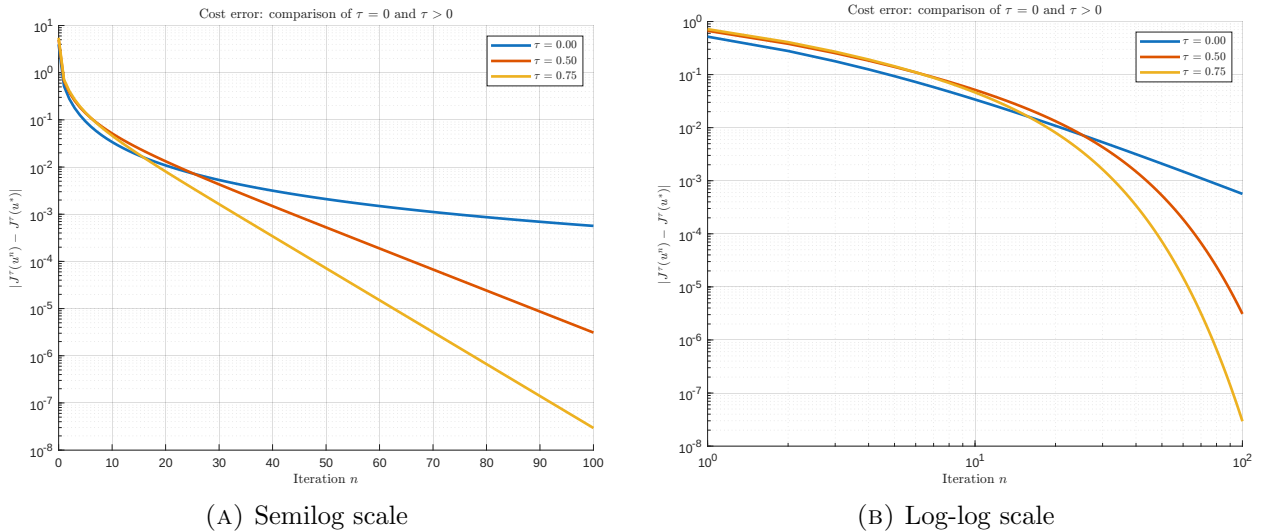 Cost error: comparison of τ = 0 and τ > 0
τ = 0.00
τ = 0.50
τ = 0.75
|J^τ(u^n) − J^τ(u^*)|
10^1
10^0
10^-1
10^-2
10^-3
10^-4
10^-5
10^-6
10^-7
10^-8
0 10 20 30 40 50 60 70 80 90 100
Iteration n
(A) Semilog scale
Cost error: comparison of τ = 0 and τ > 0
τ = 0.00
τ = 0.50
τ = 0.75
|J^τ(u^n) − J^τ(u^*)|
10^0
10^-1
10^-2
10^-3
10^-4
10^-5
10^-6
10^-7
10^-8
10^0 10^1 10^2
Iteration n
(B) Log-log scale